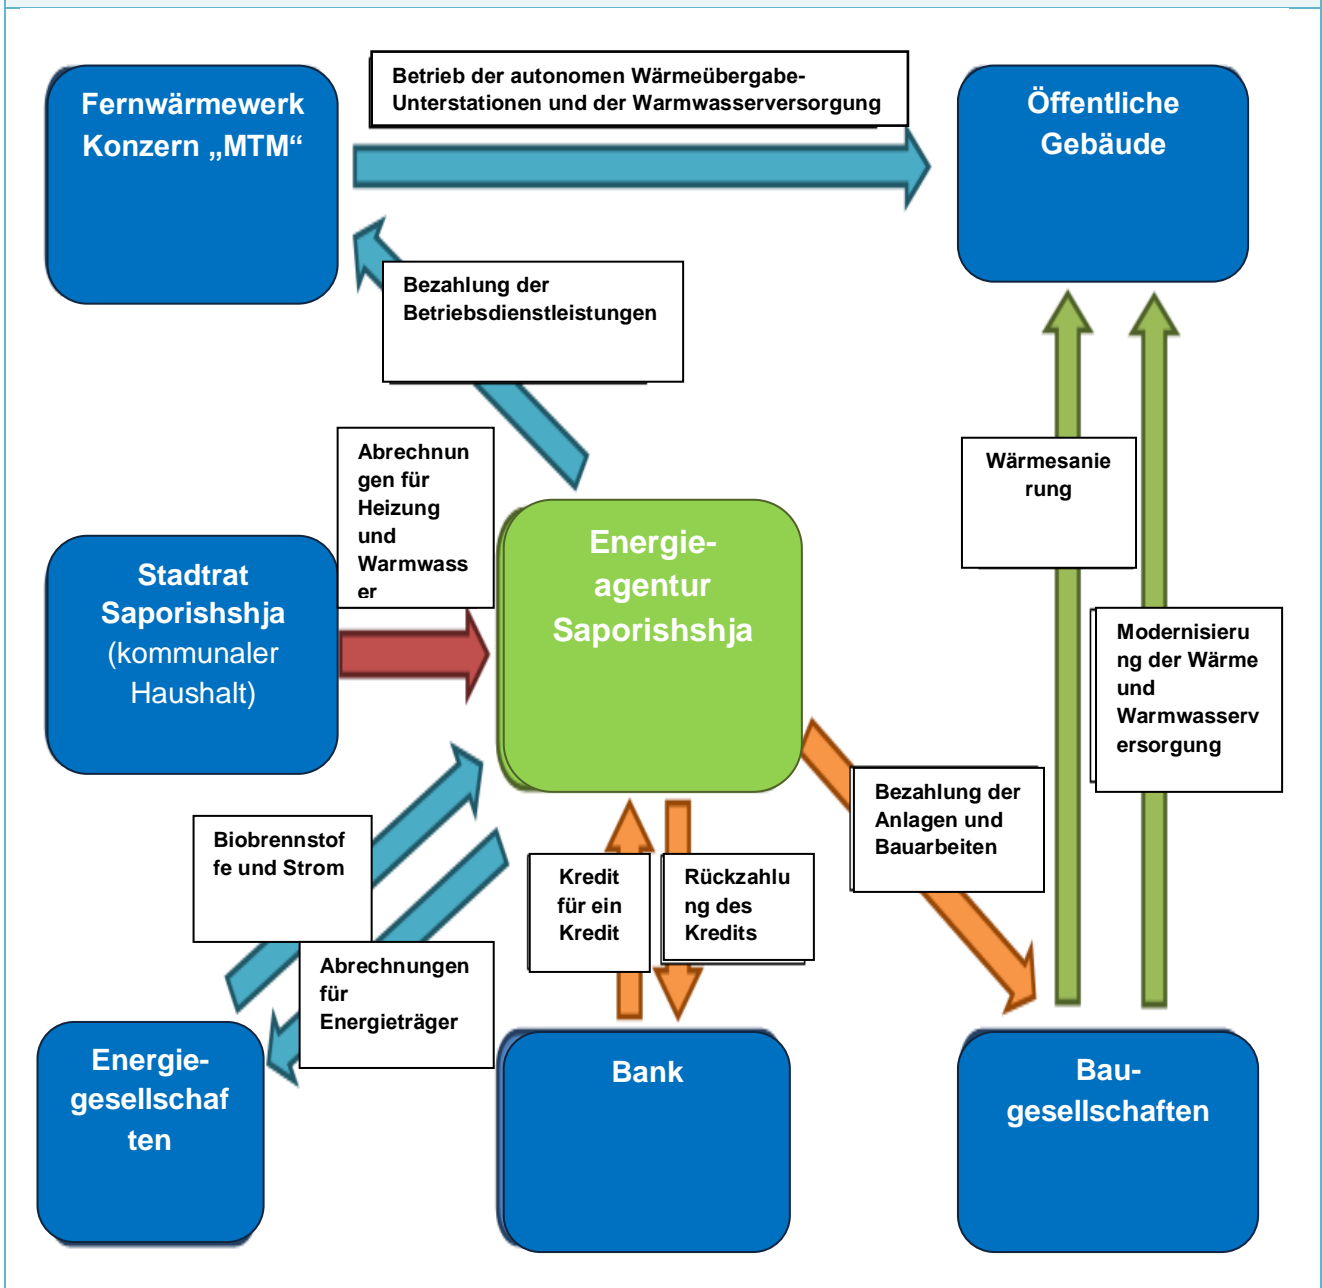 Fernwärmewerk
Konzern „MTM“
Betrieb der autonomen Wärmeübergabe-
Unterstationen und der Warmwasserversorgung
Öffentliche
Gebäude
Bezahlung der
Betriebsdienstleistungen
Abrechnun
gen für
Heizung
und
Warmwass
er
Wärmesanie
rung
Stadtrat
Saporishshja
(kommunaler
Haushalt)
Energie-
agentur
Saporishshja
Modernisieru
ng der Wärme
und
Warmwasserv
ersorgung
Bezahlung der
Anlagen und
Bauarbeiten
Biobrennstof
fe und Strom
Kredit
für ein
Kredit
Rückzahlu
ng des
Kredits
Abrechnungen
für
Energieträger
Energie-
gesellschaf
ten
Bank
Bau-
gesellschaften